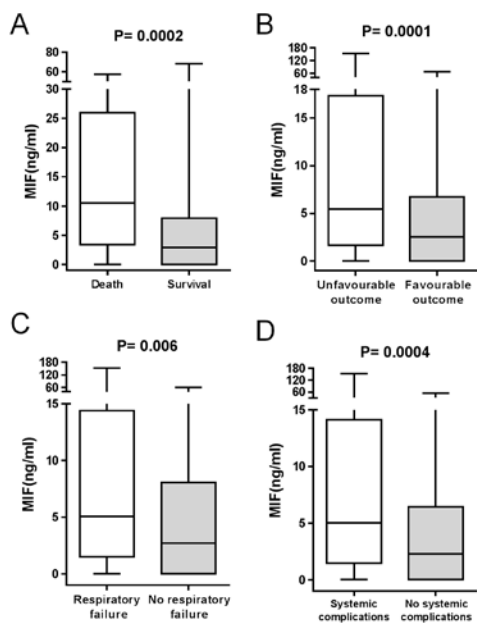 A
P= 0.0002
80
60
40
30
25
20
15
10
5
0
MIF(ng/ml)
Death Survival
B
P= 0.0001
180
120
60
18
10
5
0
MIF(ng/ml)
Unfavourable Favourable
outcome outcome
C
P= 0.006
180
120
60
15
10
5
0
MIF(ng/ml)
Respiratory No respiratory
failure failure
D
P= 0.0004
180
120
60
15
10
5
0
MIF(ng/ml)
Systemic No systemic
complications complications